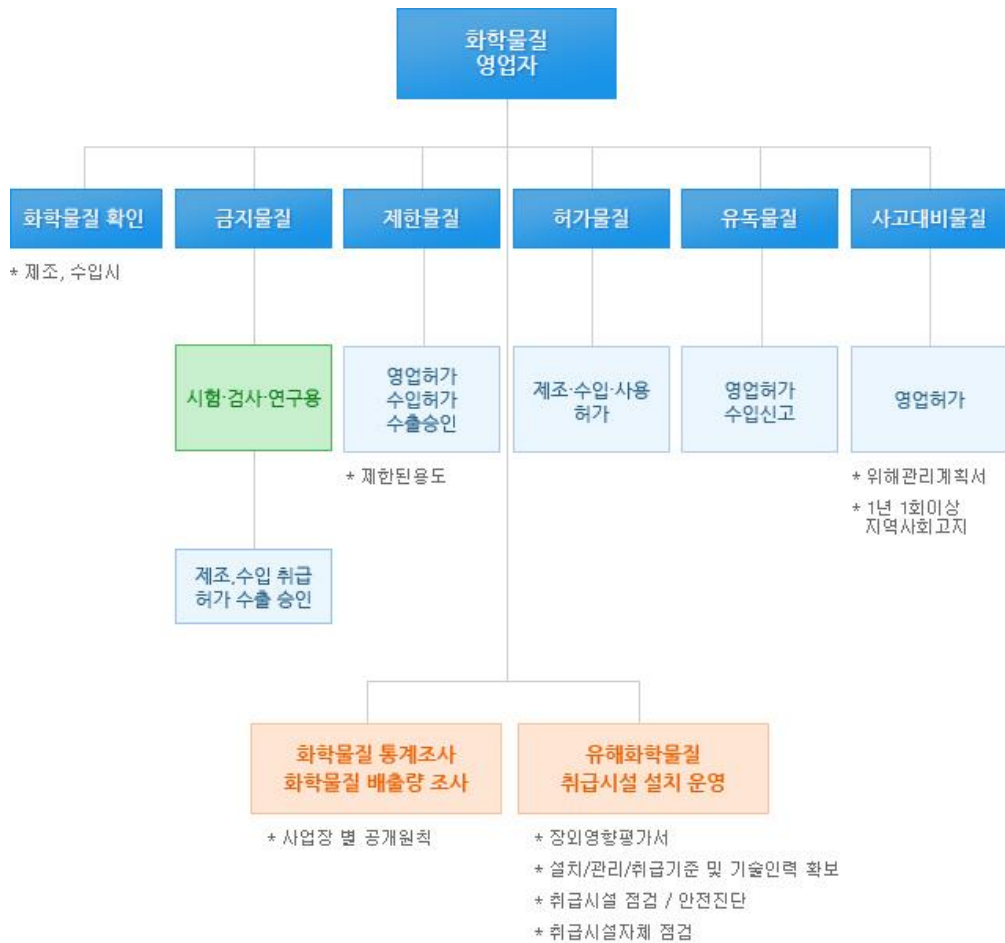 화학물질
영업자
화학물질 확인
금지물질
제한물질
허가물질
유독물질
사고대비물질
* 제조, 수입시
시험·검사·연구용
영업허가
수입허가
수출승인
제조·수입·사용
허가
영업허가
수입신고
영업허가
* 제한된용도
* 위해관리계획서
* 1년 1회이상
지역사회고지
제조,수입 취급
허가 수출 승인
화학물질 통계조사
화학물질 배출량 조사
유해화학물질
취급시설 설치 운영
* 사업장 별 공개원칙
* 장외영향평가서
* 설치/관리/취급기준 및 기술인력 확보
* 취급시설 점검 / 안전진단
* 취급시설자체 점검